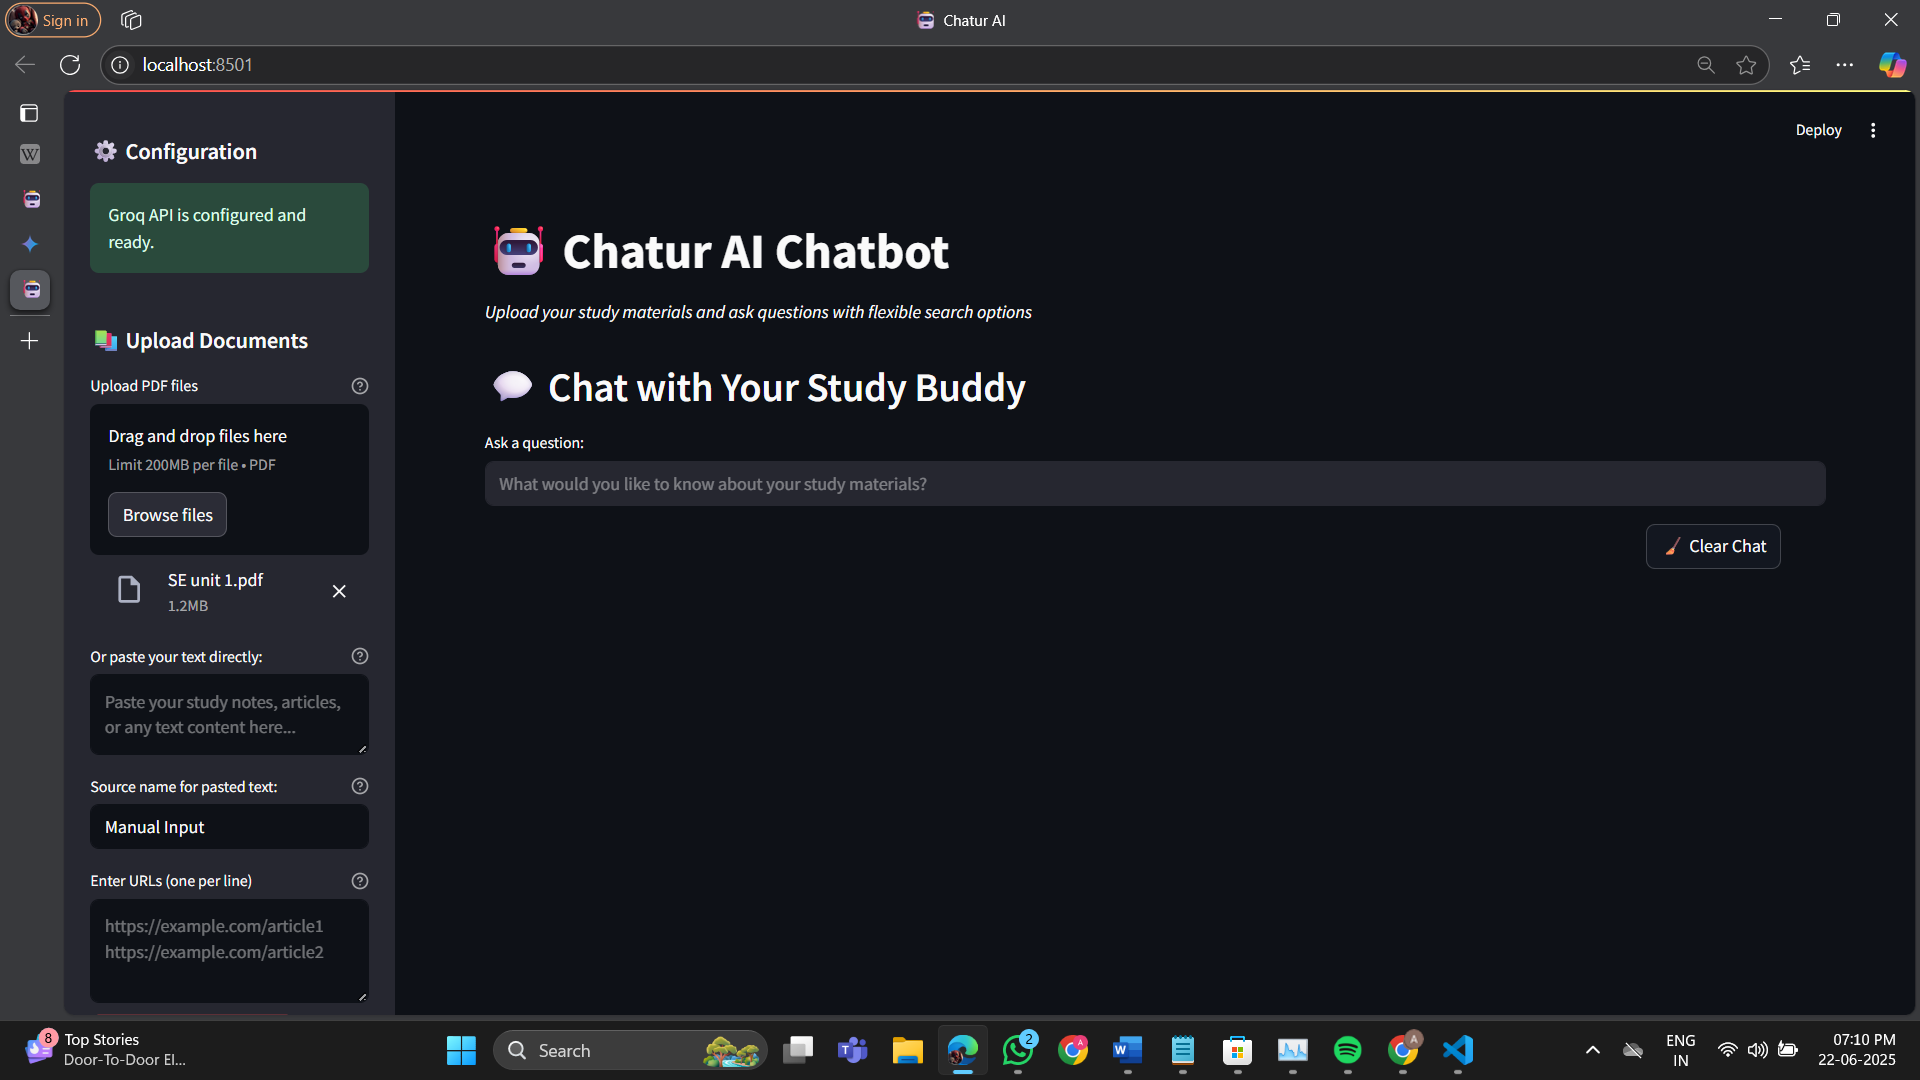 Sign in
Chatur AI
localhost:8501
W
Deploy
Configuration
Groq API is configured and
ready.
Upload Documents
Upload PDF files
Drag and drop files here
Limit 200MB per file • PDF
Browse files
SE unit 1.pdf
1.2MB
Or paste your text directly:
Paste your study notes, articles,
or any text content here...
Source name for pasted text:
Manual Input
Enter URLs (one per line)
https://example.com/article1
https://example.com/article2
Chatur AI Chatbot
Upload your study materials and ask questions with flexible search options
Chat with Your Study Buddy
Ask a question:
What would you like to know about your study materials?
Clear Chat
8
Top Stories
Door-To-Door El...
Search
T
2
A
W
A
ENG
IN
07:10 PM
22-06-2025